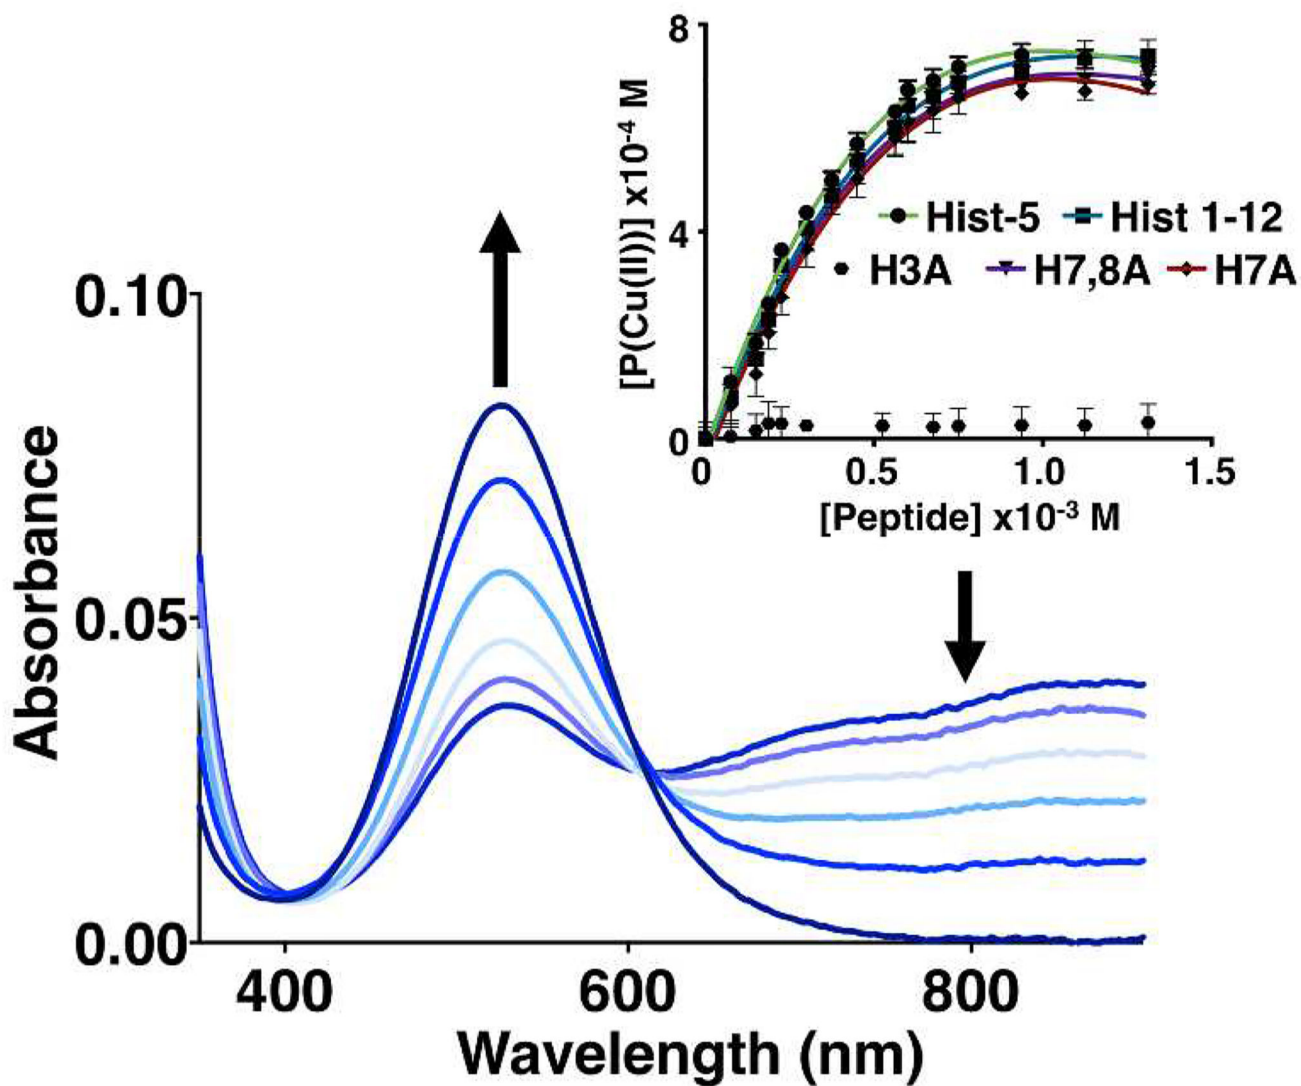 8
[P(Cu(II))] x10-4 M
4
Hist-5 Hist 1-12
H3A H7,8A H7A
0
0 0.5 1.0 1.5
[Peptide] x10-3 M
0.10
0.05
0.00
Absorbance
400 600 800
Wavelength (nm)